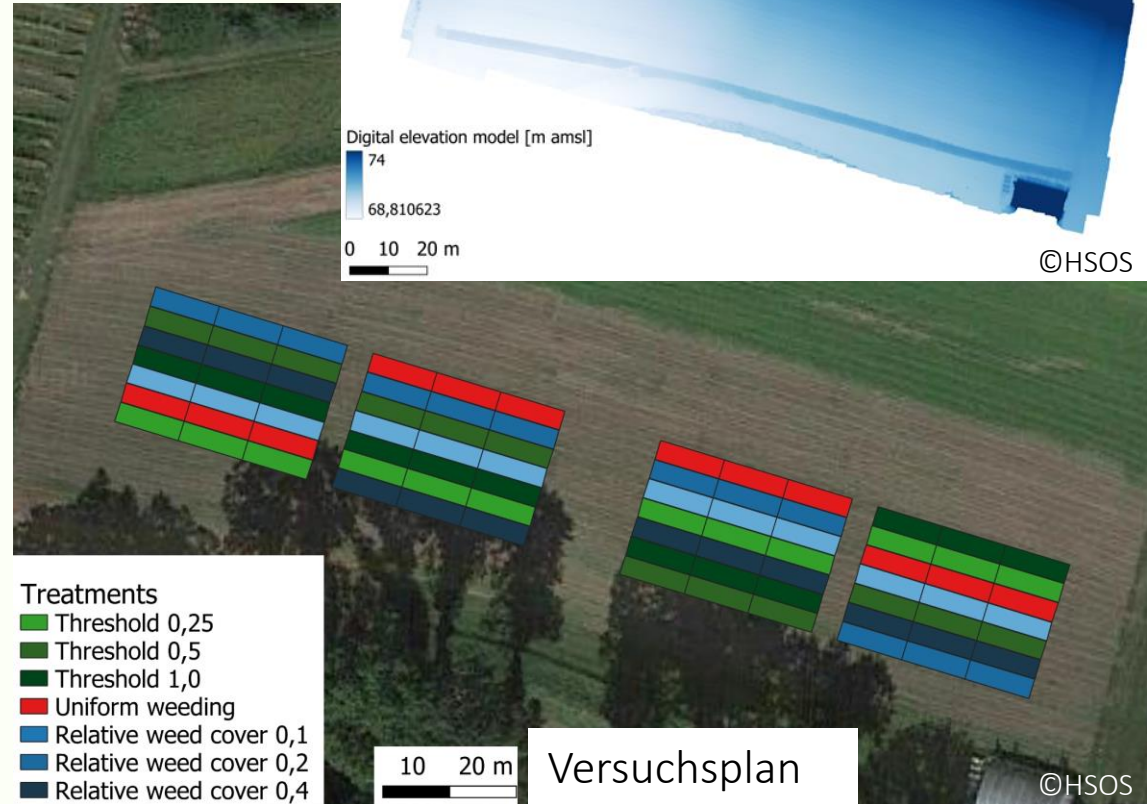 Digital elevation model [m amsl]
74
68,810623
0 10 20 m
©HSOS
Treatments
Threshold 0,25
Threshold 0,5
Threshold 1,0
Uniform weeding
Relative weed cover 0,1
Relative weed cover 0,2
Relative weed cover 0,4
10 20 m
Versuchsplan
©HSOS